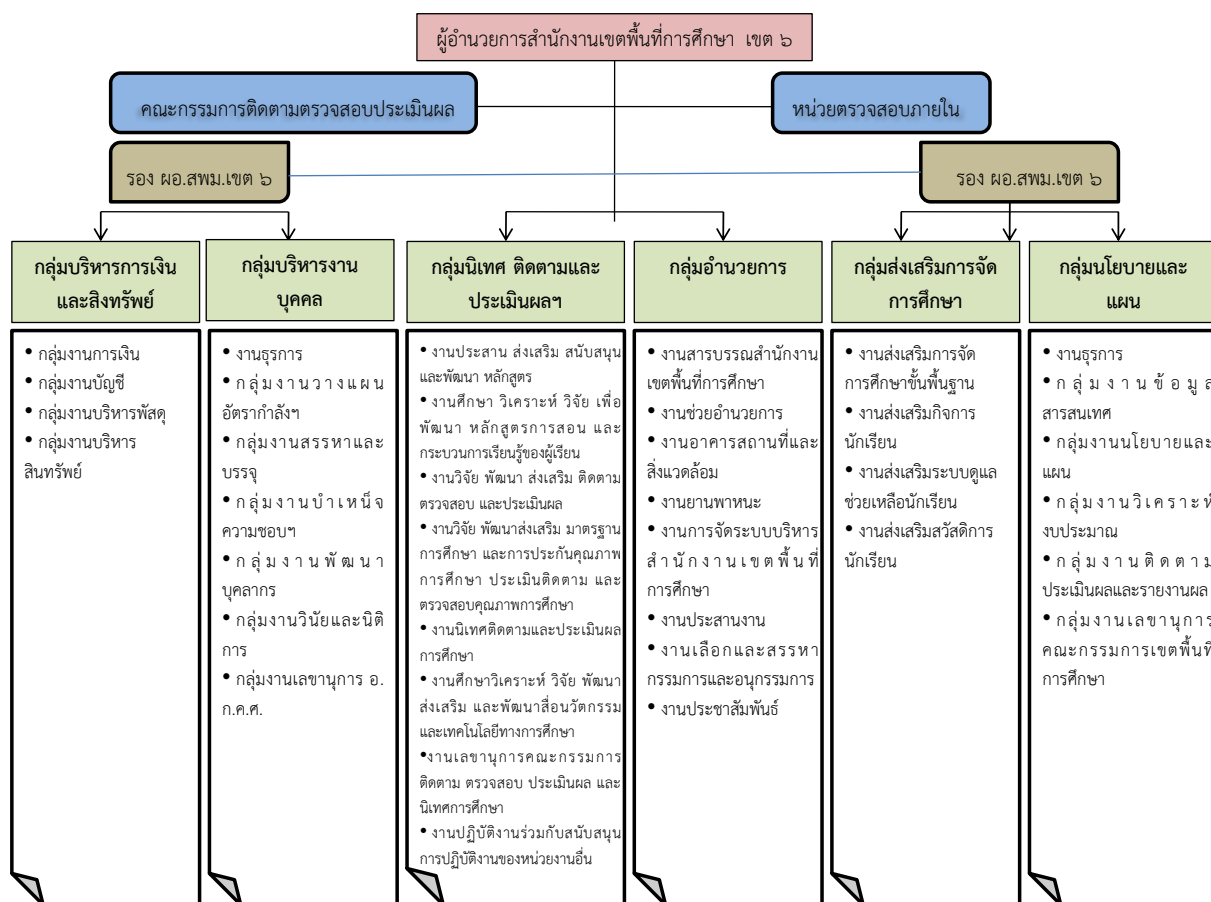 ผู้อำนวยการสำนักงานเขตพื้นที่การศึกษา เขต ๖
คณะกรรมการติดตามตรวจสอบประเมินผล
หน่วยตรวจสอบภายใน
รอง ผอ.สพม.เขต ๖
รอง ผอ.สพม.เขต ๖
กลุ่มบริหารการเงิน
และสิงทรัพย์
• กลุ่มงานการเงิน
• กลุ่มงานบัญชี
• กลุ่มงานบริหารพัสดุ
• กลุ่มงานบริหาร
สินทรัพย์
กลุ่มบริหารงาน
บุคคล
• งานธุรการ
• กลุ่มงานวางแผน
อัตรากำลังฯ
• กลุ่มงานสรรหาและ
บรรจุ
• กลุ่มงานบำเหน็จ
ความชอบฯ
• กลุ่มงานพัฒนา
บุคลากร
• กลุ่มงานวินัยและนิติ
การ
• กลุ่มงานเลขานุการ อ.
ก.ค.ศ.
กลุ่มนิเทศ ติดตามและ
ประเมินผลฯ
• งานประสาน ส่งเสริม สนับสนุน
และพัฒนา หลักสูตร
• งานศึกษา วิเคราะห์ วิจัย เพื่อ
พัฒนา หลักสูตรการสอน และ
กระบวนการเรียนรู้ของผู้เรียน
• งานวิจัย พัฒนา ส่งเสริม ติดตาม
ตรวจสอบ และประเมินผล
• งานวิจัย พัฒนาส่งเสริม มาตรฐาน
การศึกษา และการประกันคุณภาพ
การศึกษา ประเมินติดตาม และ
ตรวจสอบคุณภาพการศึกษา
• งานนิเทศติดตามและประเมินผล
การศึกษา
• งานศึกษาวิเคราะห์ วิจัย พัฒนา
ส่งเสริม และพัฒนาสื่อนวัตกรรม
และเทคโนโลยีทางการศึกษา
•งานเลขานุการคณะกรรมการ
ติดตาม ตรวจสอบ ประเมินผล และ
นิเทศการศึกษา
• งานปฏิบัติงานร่วมกับสนับสนุน
การปฏิบัติงานของหน่วยงานอื่น
กลุ่มอำนวยการ
• งานสารบรรณสำนักงาน
เขตพื้นที่การศึกษา
• งานช่วยอำนวยการ
• งานอาคารสถานที่และ
สิ่งแวดล้อม
• งานยานพาหนะ
• งานการจัดระบบบริหาร
สำนักงานเขตพื้นที่
การศึกษา
• งานประสานงาน
• งานเลือกและสรรหา
กรรมการและอนุกรรมการ
• งานประชาสัมพันธ์
กลุ่มส่งเสริมการจัด
การศึกษา
• งานส่งเสริมการจัด
การศึกษาขั้นพื้นฐาน
• งานส่งเสริมกิจการ
นักเรียน
• งานส่งเสริมระบบดูแล
ช่วยเหลือนักเรียน
• งานส่งเสริมสวัสดิการ
นักเรียน
กลุ่มนโยบายและ
แผน
• งานธุรการ
• กลุ่มงานข้อมูล
สารสนเทศ
• กลุ่มงานนโยบายและ
แผน
• กลุ่มงานวิเคราะห์
งบประมาณ
• กลุ่มงานติดตาม
ประเมินผลและรายงานผล
• กลุ่มงานเลขานุการ
คณะกรรมการเขตพื้นที่
การศึกษา